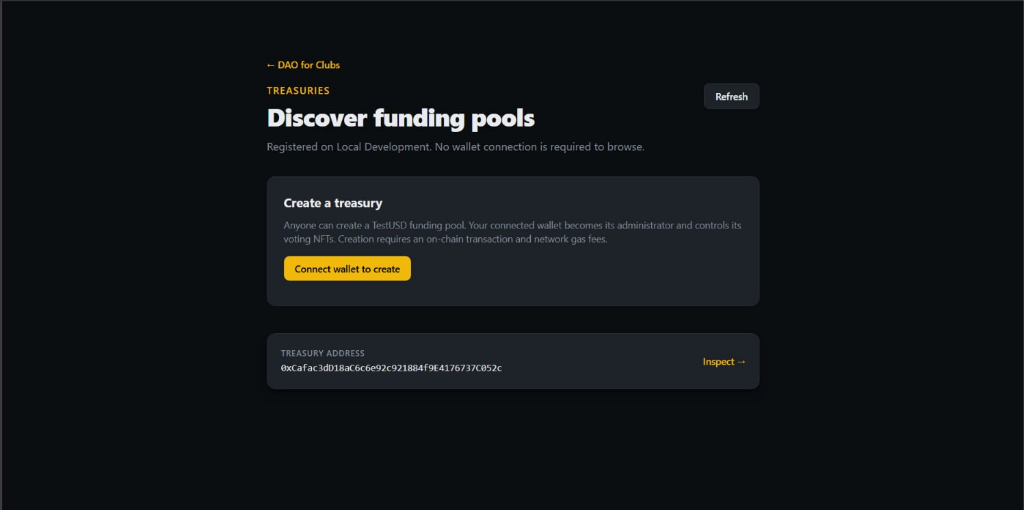 ← DAO for Clubs
TREASURIES
Refresh
Discover funding pools
Registered on Local Development. No wallet connection is required to browse.
Create a treasury
Anyone can create a TestUSD funding pool. Your connected wallet becomes its administrator and controls its
voting NFTs. Creation requires an on-chain transaction and network gas fees.
Connect wallet to create
TREASURY ADDRESS
0xCafac3dD18aC6c6e92c921884f9E4176737C052c
Inspect →